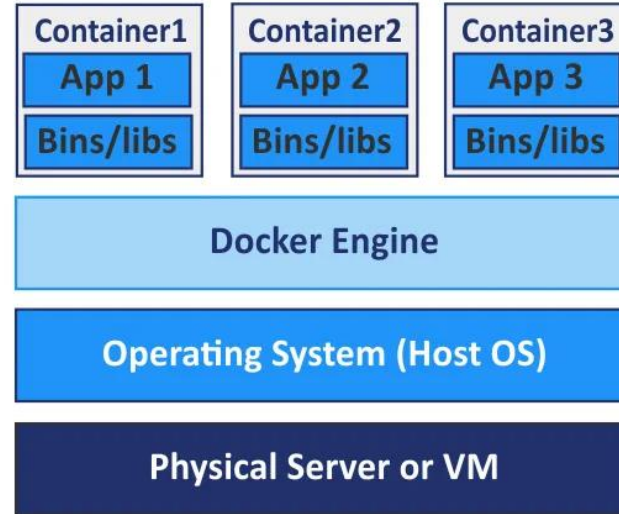 Container1 Container2 Container3
App 1 App 2 App 3
Bins/libs Bins/libs Bins/libs
Docker Engine
Operating System (Host OS)
Physical Server or VM